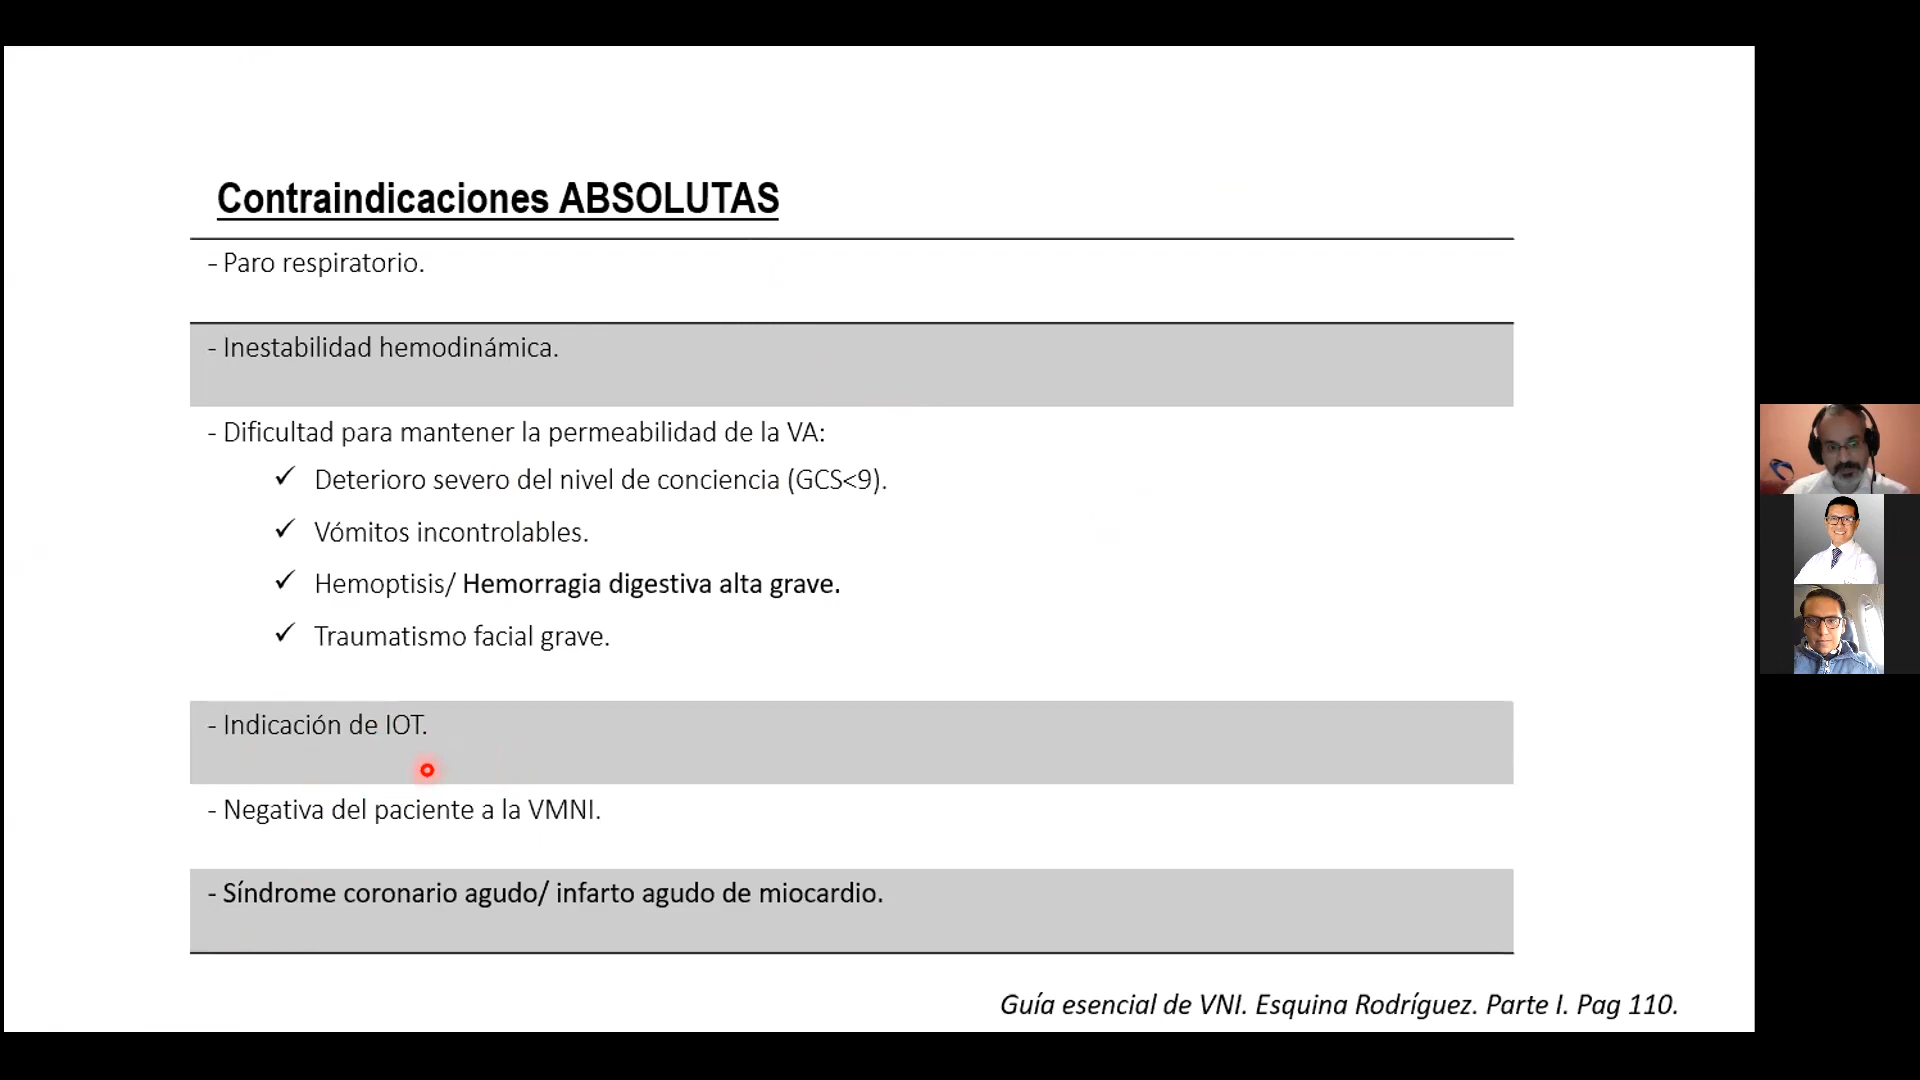 Contraindicaciones ABSOLUTAS
- Paro respiratorio.
- Inestabilidad hemodinámica.
- Dificultad para mantener la permeabilidad de la VA:
✓ Deterioro severo del nivel de conciencia (GCS<9).
✓ Vómitos incontrolables.
✓ Hemoptisis/ Hemorragia digestiva alta grave.
✓ Traumatismo facial grave.
- Indicación de IOT.
- Negativa del paciente a la VMNI.
- Síndrome coronario agudo/ infarto agudo de miocardio.
Guía esencial de VNI. Esquina Rodríguez. Parte I. Pag 110.